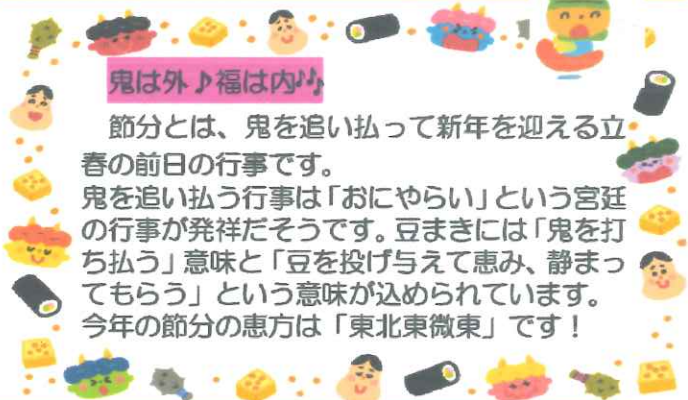 鬼は外♪福は内♪♪
節分とは、鬼を追い払って新年を迎える立
春の前日の行事です。
鬼を追い払う行事は「おにやらい」という宮廷
の行事が発祥だそうです。豆まきには「鬼を打
ち払う」意味と「豆を投げ与えて恵み、静まっ
てもらう」という意味が込められています。
今年の節分の恵方は「東北東微東」です！